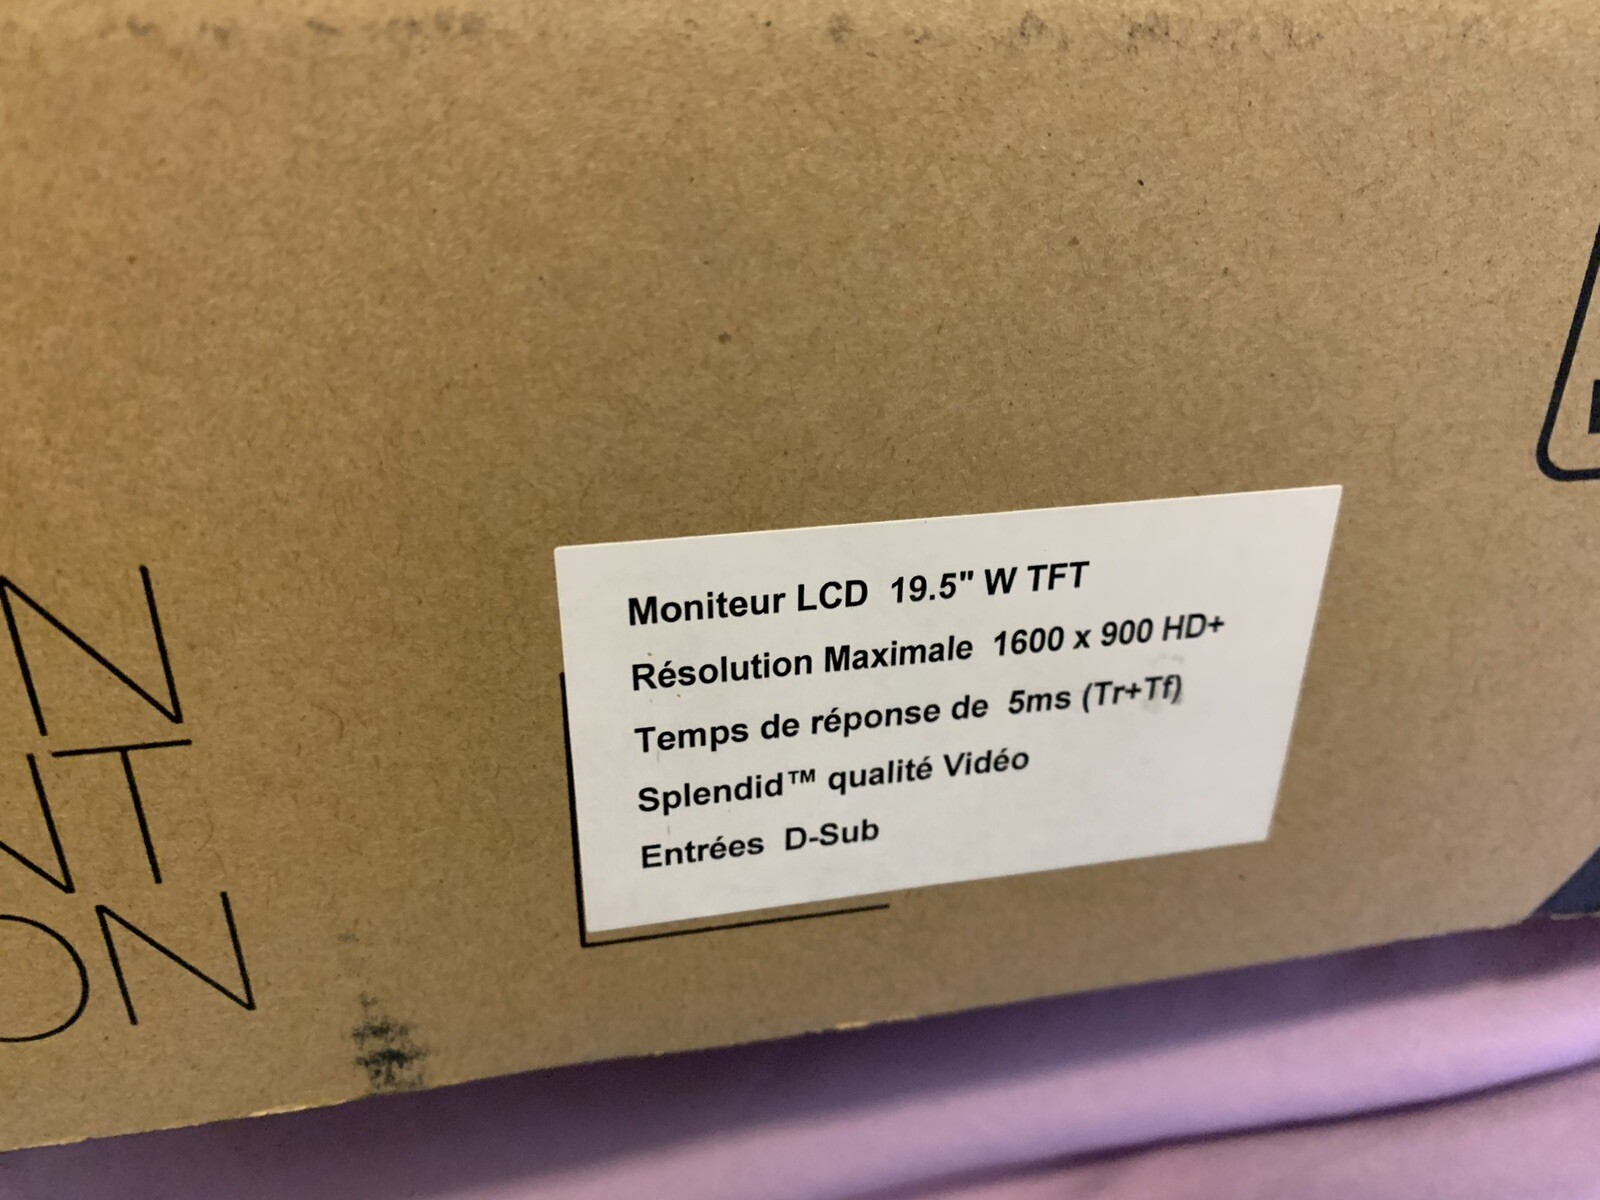 Moniteur LCD 19.5" W TFT
Résolution Maximale 1600 x 900 HD+
Temps de réponse de 5ms (Tr+Tf)
Splendid™ qualité Vidéo
Entrées D-Sub